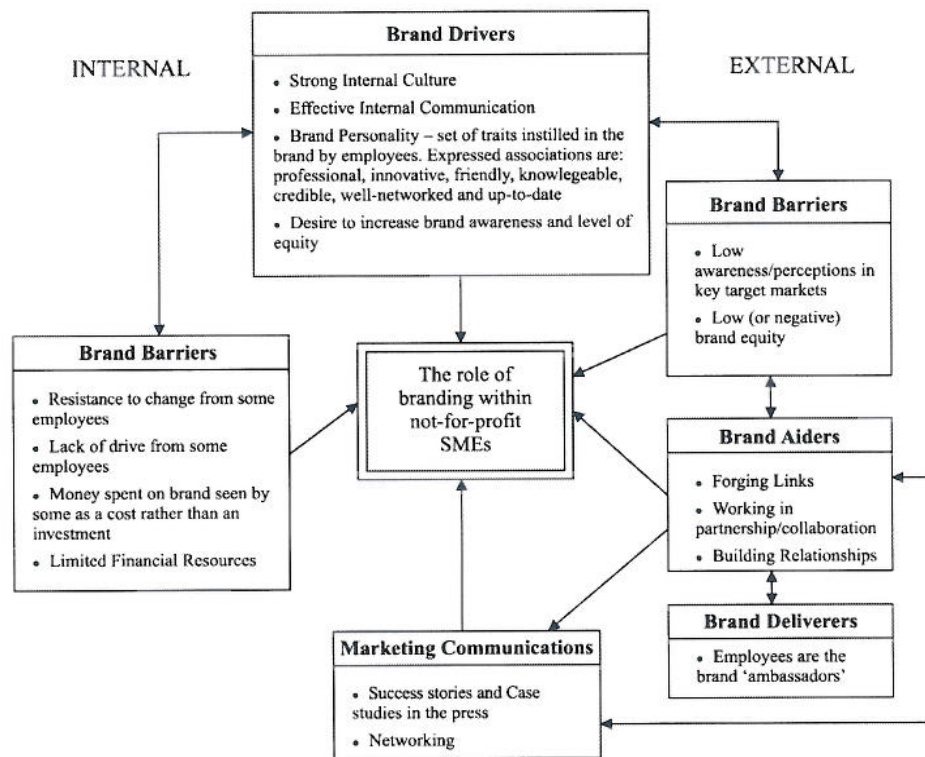 Brand Drivers
INTERNAL
EXTERNAL
• Strong Internal Culture
• Effective Internal Communication
• Brand Personality – set of traits instilled in the
brand by employees. Expressed associations are:
professional, innovative, friendly, knowlegeable,
credible, well-networked and up-to-date
• Desire to increase brand awareness and level of
equity
Brand Barriers
• Low
awareness/perceptions in
key target markets
• Low (or negative)
brand equity
Brand Barriers
• Resistance to change from some
employees
• Lack of drive from some
employees
• Money spent on brand seen by
some as a cost rather than an
investment
• Limited Financial Resources
The role of
branding within
not-for-profit
SMEs
Brand Aiders
• Forging Links
• Working in
partnership/collaboration
• Building Relationships
Brand Deliverers
• Employees are the
brand ‘ambassadors’
Marketing Communications
• Success stories and Case
studies in the press
• Networking